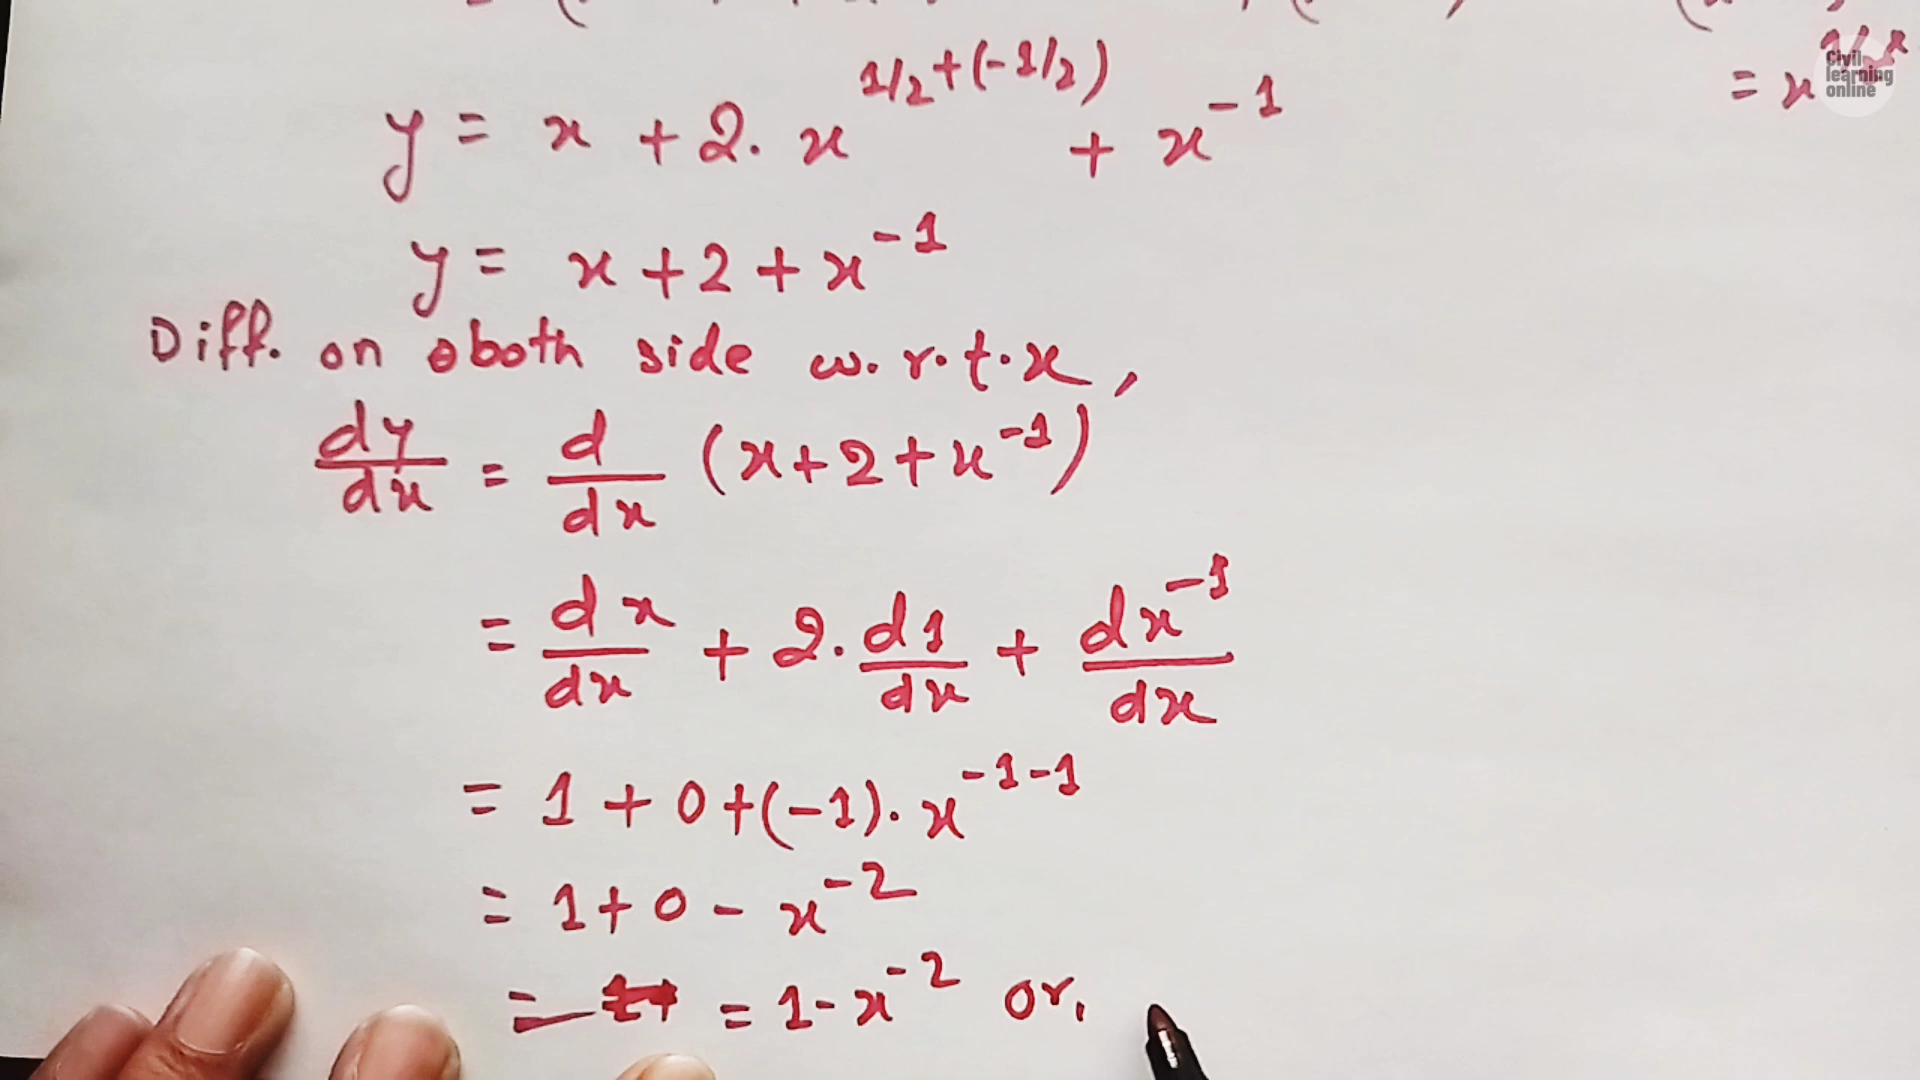 y = x + 2. x^{1/2+(-1/2)} + x^{-1}
= x
Civil
learning
online
y = x + 2 + x^{-1}
Diff. on both side w.r.t. x,
dy/dx = d/dx (x+2+x^{-1})
= dx/dx + 2. d1/dx + dx^{-1}/dx
= 1 + 0 + (-1). x^{-1-1}
= 1 + 0 - x^{-2}
= = 1 - x^{-2} or,